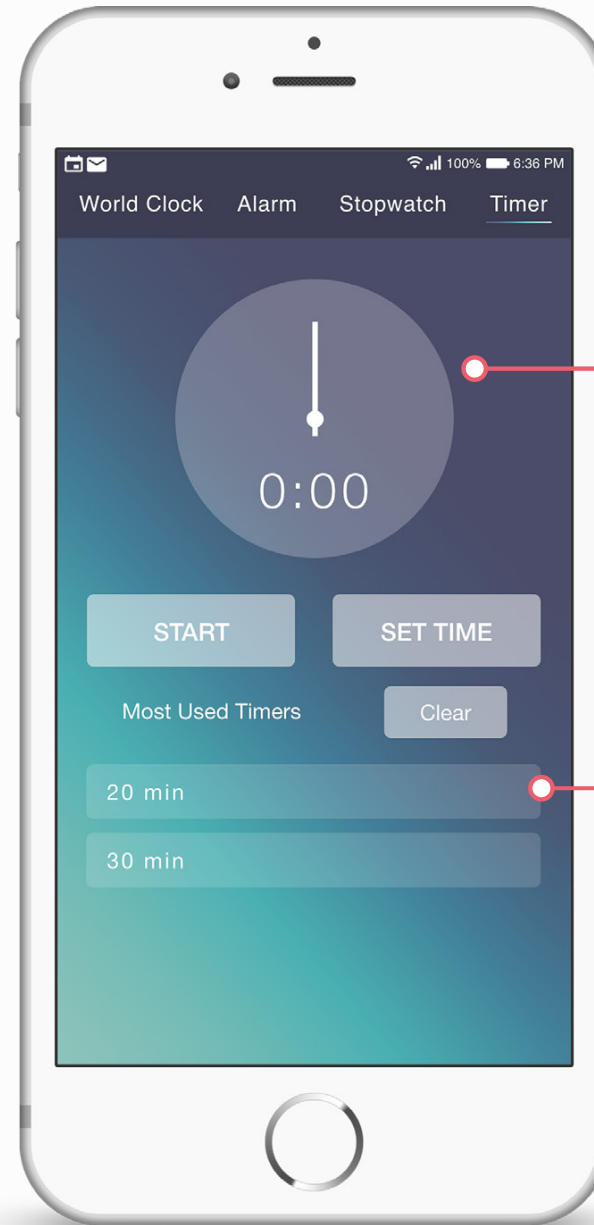 100% 6:36 PM
World Clock Alarm Stopwatch Timer
0:00
START SET TIME
Most Used Timers Clear
20 min
30 min